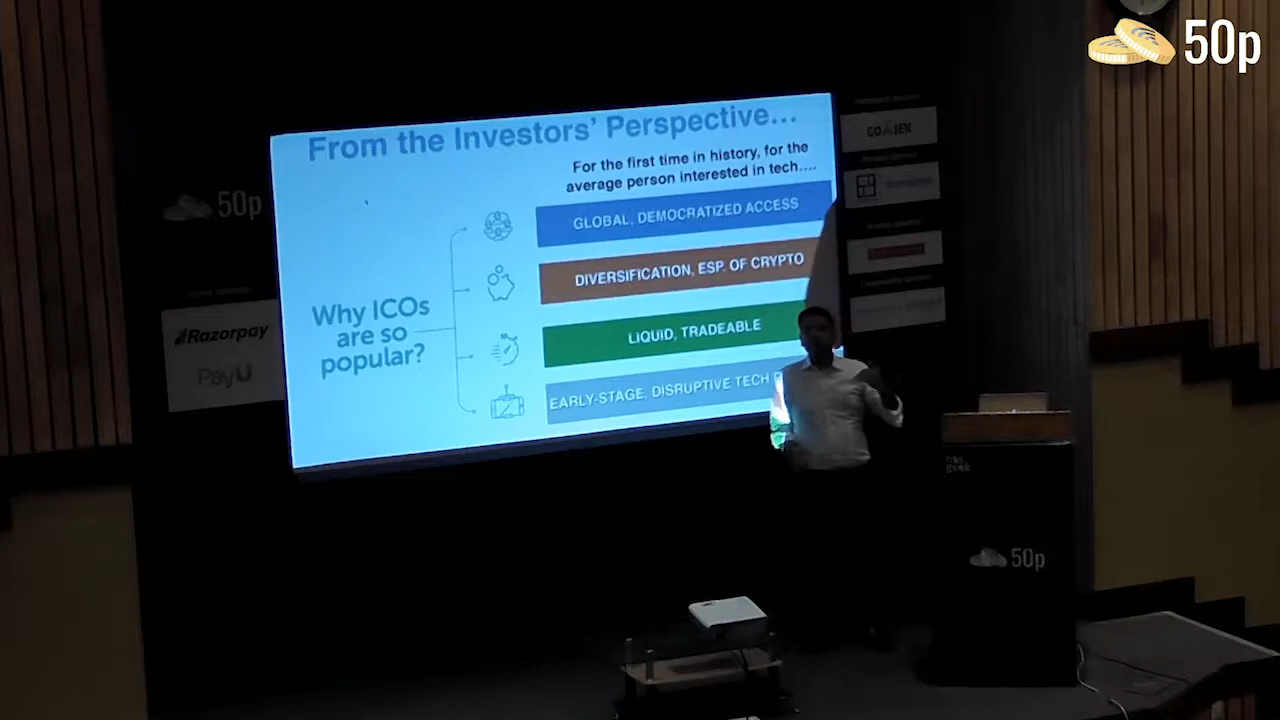 50p
From the Investors' Perspective...
For the first time in history, for the
average person interested in tech....
GLOBAL, DEMOCRATIZED ACCESS
DIVERSIFICATION, ESP. OF CRYPTO
LIQUID, TRADEABLE
EARLY-STAGE, DISRUPTIVE TECH
Why ICOs
are so
popular?
50p
Razorpay
PayU
GOJEK
has
geek
50p